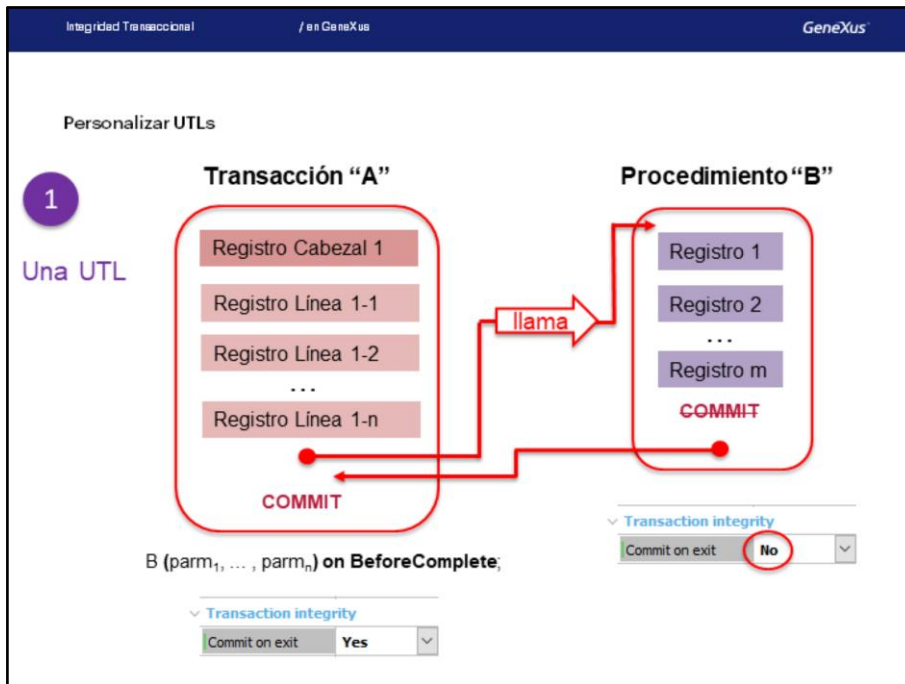 Integridad Transaccional / en GeneXus GeneXus
Personalizar UTLs
1
Una UTL
Transacción “A”
Registro Cabezal 1
Registro Línea 1-1
Registro Línea 1-2
...
Registro Línea 1-n
COMMIT
llama
Procedimiento “B”
Registro 1
Registro 2
...
Registro m
COMMIT
B (parm1, ... , parmn) on BeforeComplete;
Transaction integrity
Commit on exit Yes
Transaction integrity
Commit on exit No